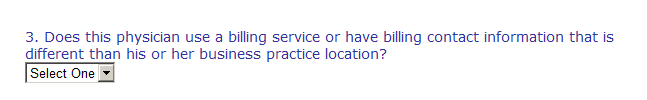 3. Does this physician use a billing service or have billing contact information that is
different than his or her business practice location?
Select One